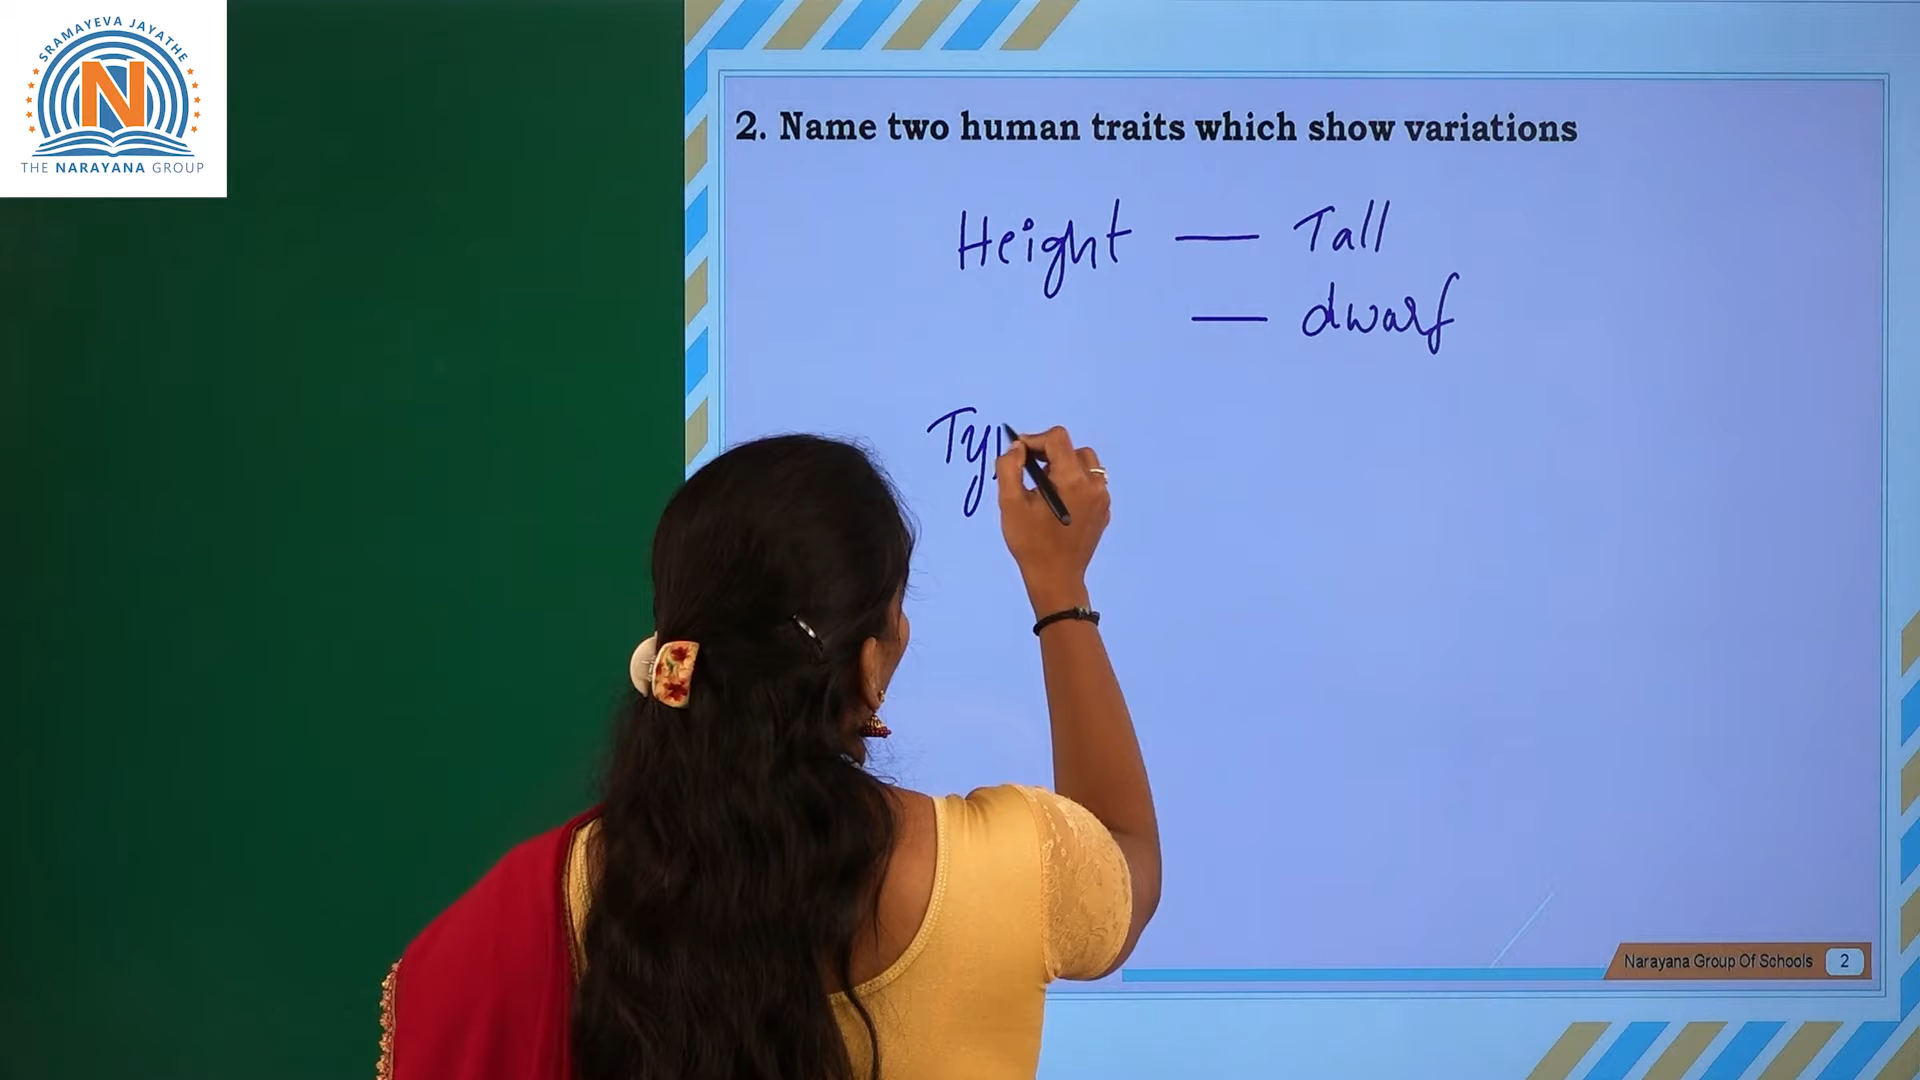 SRAMAYEVA JAYATHE
N
THE NARAYANA GROUP
2. Name two human traits which show variations
Height — Tall
— dwarf
Ty
Narayana Group Of Schools 2